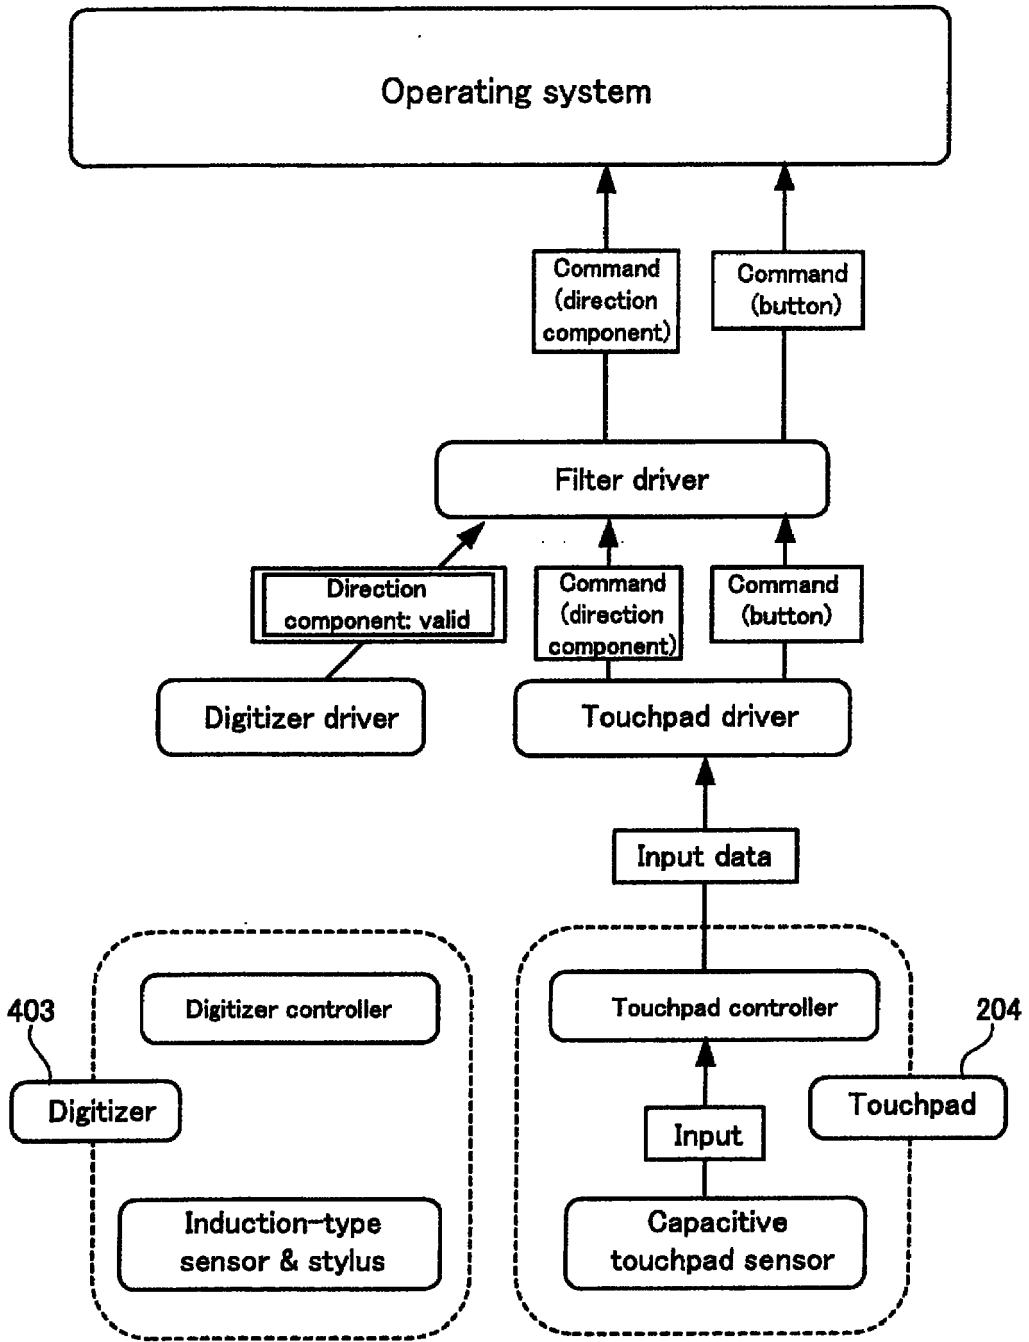 Operating system
Command
(direction
component)
Command
(button)
Filter driver
Direction
component: valid
Command
(direction
component)
Command
(button)
Digitizer driver
Touchpad driver
Input data
Digitizer controller
Touchpad controller
403
204
Digitizer
Touchpad
Input
Induction-type
sensor & stylus
Capacitive
touchpad sensor